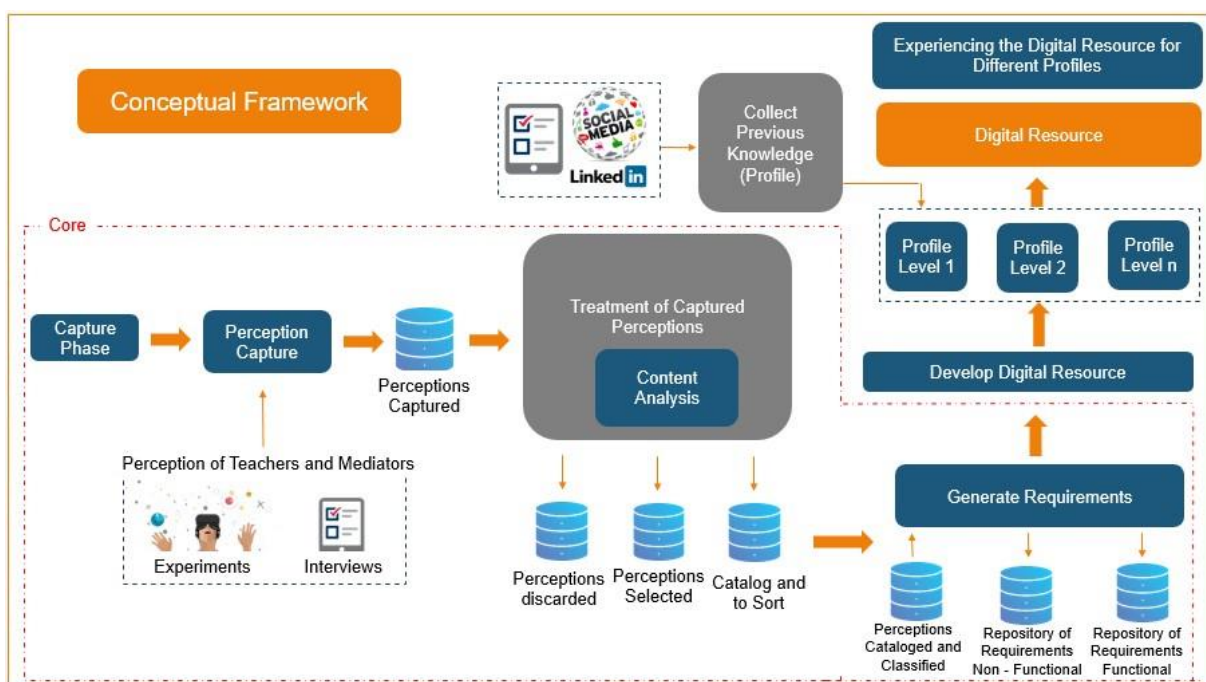 Conceptual Framework
SOCIAL
MEDIA
Linked in
Collect
Previous
Knowledge
(Profile)
Experiencing the Digital Resource for
Different Profiles
Digital Resource
Profile
Level 1
Profile
Level 2
Profile
Level n
Develop Digital Resource
Core
Capture
Phase
Perception
Capture
Perceptions
Captured
Treatment of Captured
Perceptions
Content
Analysis
Perception of Teachers and Mediators
Experiments
Interviews
Perceptions
discarded
Perceptions
Selected
Catalog and
to Sort
Generate Requirements
Perceptions
Cataloged and
Classified
Repository of
Requirements
Non - Functional
Repository of
Requirements
Functional